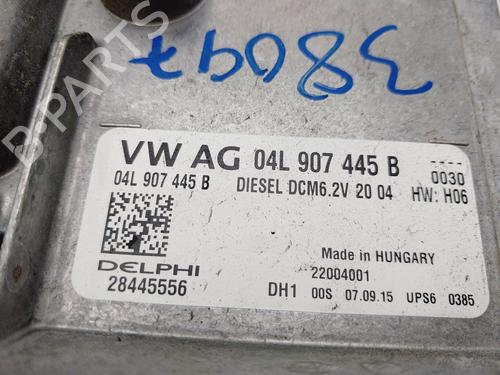 38097
VW AG 04L 907 445 B ----
0030
04L 907 445 B DIESEL DCM6.2V 20 04 HW: H06
Made in HUNGARY
DELPHI 22004001
28445556 DH1 00S 07.09.15 UPS6 0385
B-PARTS